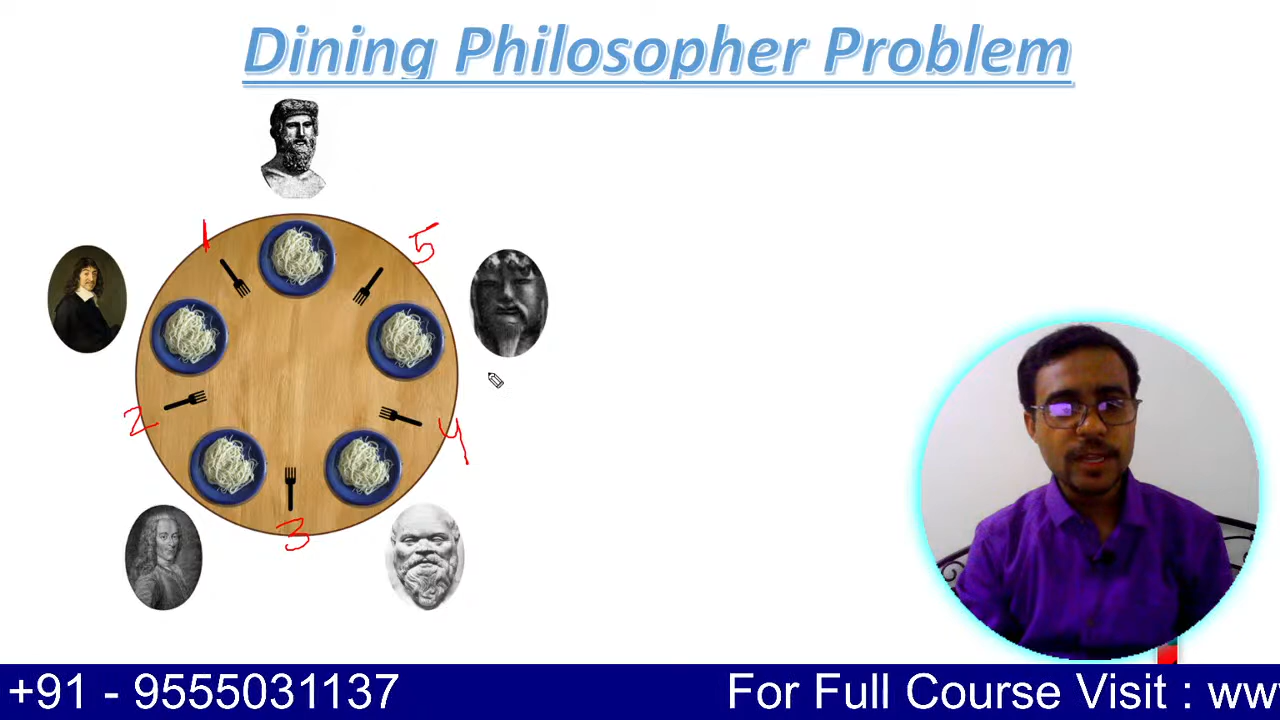 Dining Philosopher Problem
1
5
2
4
3
+91 - 9555031137
For Full Course Visit : ww